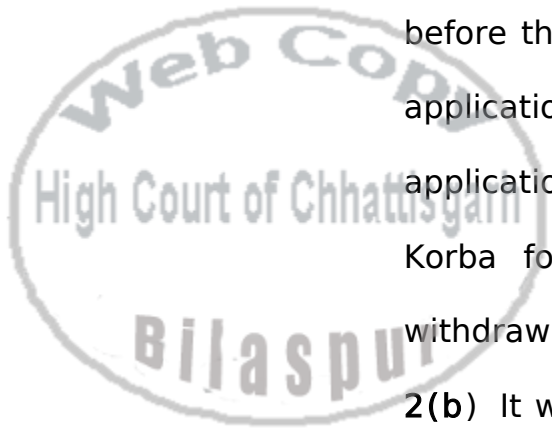 Web Copy
High Court of Chhattisgarh
Bilaspur
before th
applicatio
applicatio
Korba fo
withdraw
2(b) It w